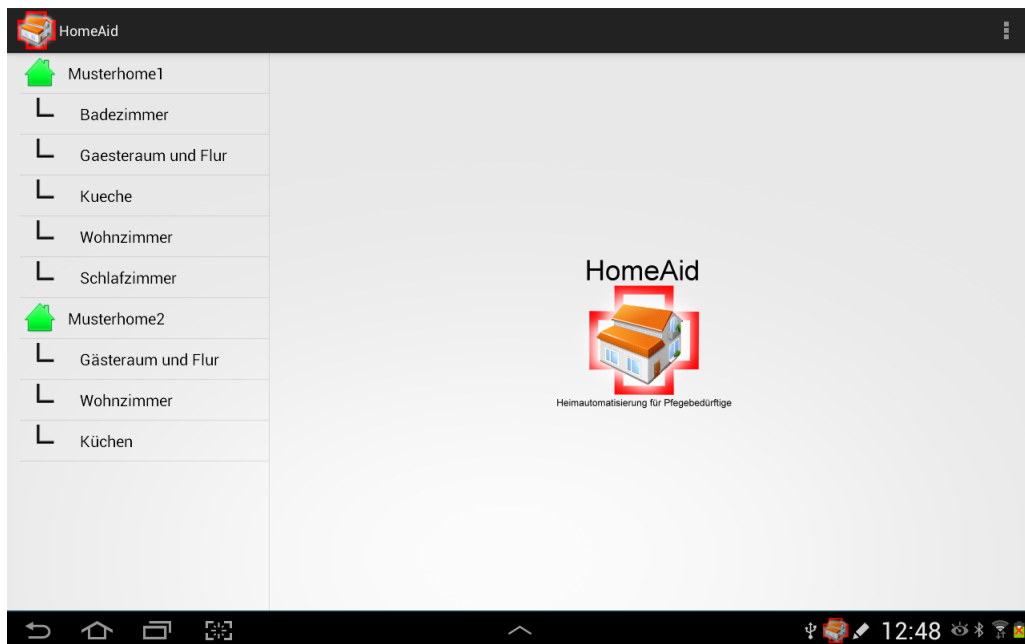 HomeAid
Musterhome1
Badezimmer
Gaesteraum und Flur
Kueche
Wohnzimmer
Schlafzimmer
Musterhome2
Gästeraum und Flur
Wohnzimmer
Küchen
HomeAid
Heimautomatisierung für Pfegebedürftige
12:48